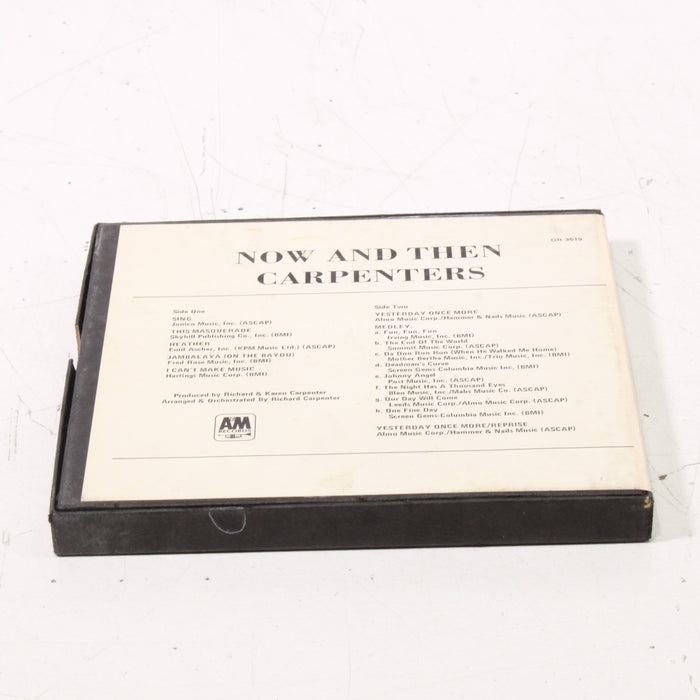 NOW AND THEN
CARPENTERS
GR-3519
Side One
SING
Jonico Music, Inc. (ASCAP)
THIS MASQUERADE
Skyhill Publishing Co., Inc. (BMI)
HEATHER
Emil Ascher, Inc. (KPM Music Ltd.) (ASCAP)
JAMBALAYA (ON THE BAYOU)
Fred Rose Music, Inc. (BMI)
I CAN'T MAKE MUSIC
Hartings Music Corp. (BMI)
Produced by Richard & Karen Carpenter
Arranged & Orchestrated By Richard Carpenter
A&M
RECORDS
Side Two
YESTERDAY ONCE MORE
Almo Music Corp./Hammer & Nails Music (ASCAP)
MEDLEY:
a. Fun, Fun, Fun
Irving Music, Inc. (BMI)
b. The End Of The World
Summit Music Corp. (ASCAP)
c. Da Doo Ron Ron (When He Walked Me Home)
Mother Bertha Music, Inc./Trio Music, Inc. (BMI)
d. Deadman's Curve
Screen Gems-Columbia Music Inc. (BMI)
e. Johnny Angel
Post Music, Inc. (ASCAP)
f. The Night Has A Thousand Eyes
Blen Music, Inc./Mabs Music Co. (ASCAP)
g. Our Day Will Come
Leeds Music Corp./Almo Music Corp. (ASCAP)
h. One Fine Day
Screen Gems-Columbia Music Inc. (BMI)
YESTERDAY ONCE MORE/REPRISE
Almo Music Corp./Hammer & Nails Music (ASCAP)